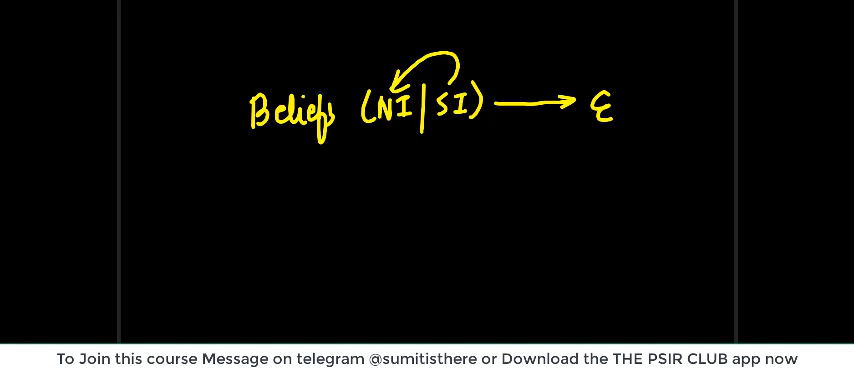 Beliefs (NI|SI) → ε
To Join this course Message on telegram @sumitisthere or Download the THE PSIR CLUB app now